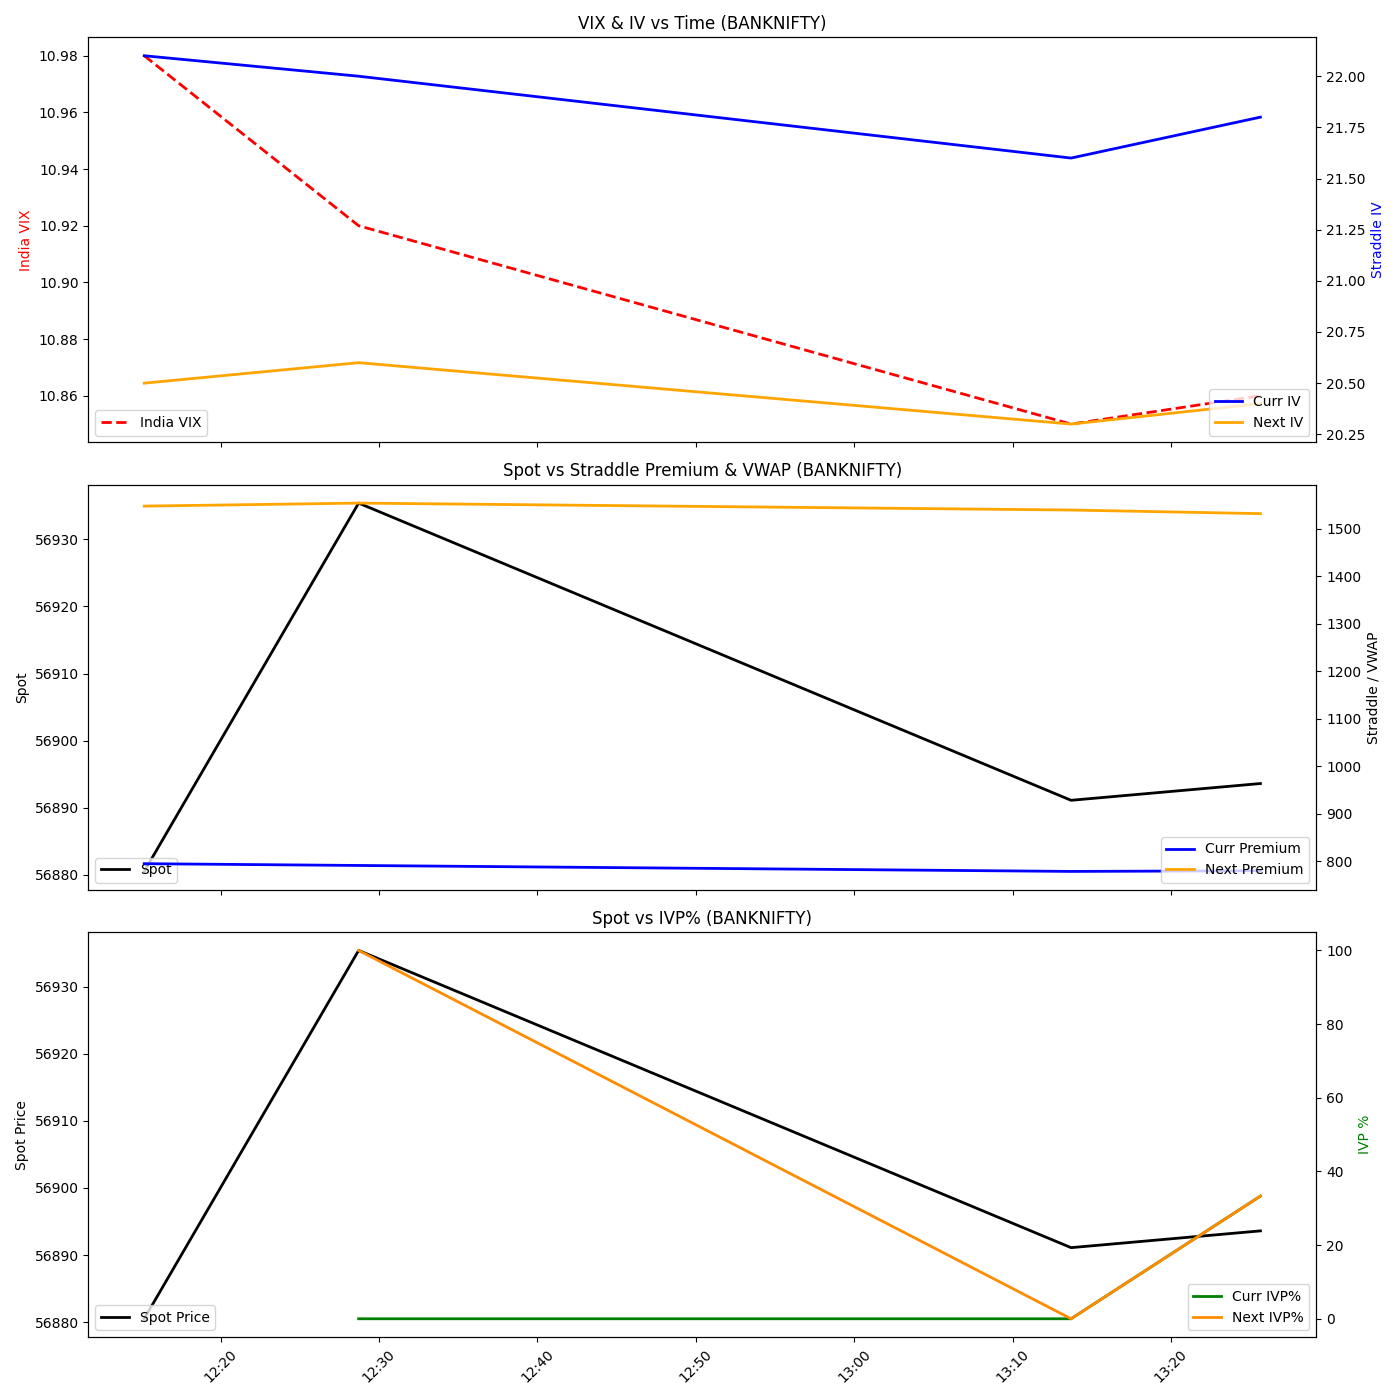 VIX & IV vs Time (BANKNIFTY)
10.98
10.96
10.94
10.92
10.90
10.88
10.86
India VIX
22.00
21.75
21.50
21.25
21.00
20.75
20.50
20.25
Straddle IV
India VIX
Curr IV
Next IV
Spot vs Straddle Premium & VWAP (BANKNIFTY)
56930
56920
56910
56900
56890
56880
Spot
1500
1400
1300
1200
1100
1000
900
800
Straddle / VWAP
Spot
Curr Premium
Next Premium
Spot vs IVP% (BANKNIFTY)
56930
56920
56910
56900
56890
56880
Spot Price
100
80
60
40
20
0
IVP %
Spot Price
Curr IVP%
Next IVP%
12:20
12:30
12:40
12:50
13:00
13:10
13:20